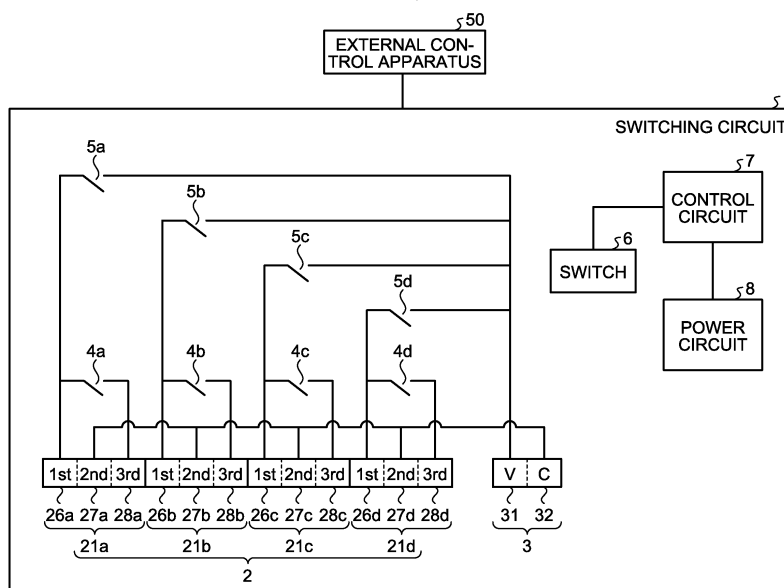 50
EXTERNAL CON-
TROL APPARATUS
SWITCHING CIRCUIT
5a
5b
5c
5d
7
CONTROL
CIRCUIT
6
SWITCH
8
POWER
CIRCUIT
4a 4b 4c 4d
1st 2nd 3rd 1st 2nd 3rd 1st 2nd 3rd 1st 2nd 3rd V C
26a 27a 28a 26b 27b 28b 26c 27c 28c 26d 27d 28d 31 32
21a 21b 21c 21d 3
2